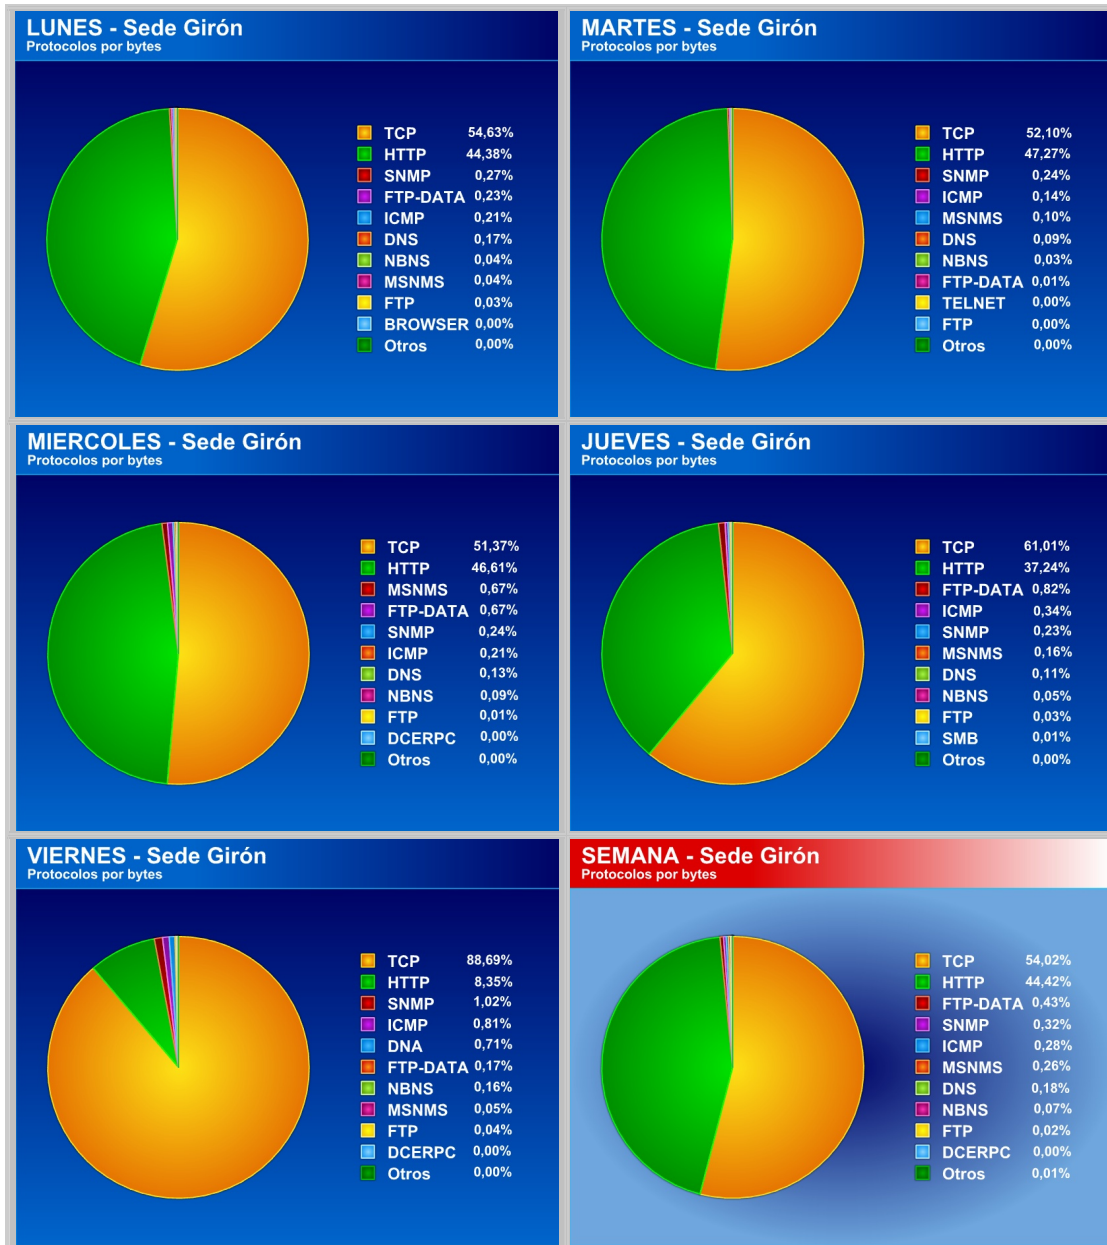 LUNES - Sede Girón
Protocolos por bytes
TCP 54,63%
HTTP 44,38%
SNMP 0,27%
FTP-DATA 0,23%
ICMP 0,21%
DNS 0,17%
NBNS 0,04%
MSNMS 0,04%
FTP 0,03%
BROWSER 0,00%
Otros 0,00%
MARTES - Sede Girón
Protocolos por bytes
TCP 52,10%
HTTP 47,27%
SNMP 0,24%
ICMP 0,14%
MSNMS 0,10%
DNS 0,09%
NBNS 0,03%
FTP-DATA 0,01%
TELNET 0,00%
FTP 0,00%
Otros 0,00%
MIERCOLES - Sede Girón
Protocolos por bytes
TCP 51,37%
HTTP 46,61%
MSNMS 0,67%
FTP-DATA 0,67%
SNMP 0,24%
ICMP 0,21%
DNS 0,13%
NBNS 0,09%
FTP 0,01%
DCERPC 0,00%
Otros 0,00%
JUEVES - Sede Girón
Protocolos por bytes
TCP 61,01%
HTTP 37,24%
FTP-DATA 0,82%
ICMP 0,34%
SNMP 0,23%
MSNMS 0,16%
DNS 0,11%
NBNS 0,05%
FTP 0,03%
SMB 0,01%
Otros 0,00%
VIERNES - Sede Girón
Protocolos por bytes
TCP 88,69%
HTTP 8,35%
SNMP 1,02%
ICMP 0,81%
DNA 0,71%
FTP-DATA 0,17%
NBNS 0,16%
MSNMS 0,05%
FTP 0,04%
DCERPC 0,00%
Otros 0,00%
SEMANA - Sede Girón
Protocolos por bytes
TCP 54,02%
HTTP 44,42%
FTP-DATA 0,43%
SNMP 0,32%
ICMP 0,28%
MSNMS 0,26%
DNS 0,18%
NBNS 0,07%
FTP 0,02%
DCERPC 0,00%
Otros 0,01%